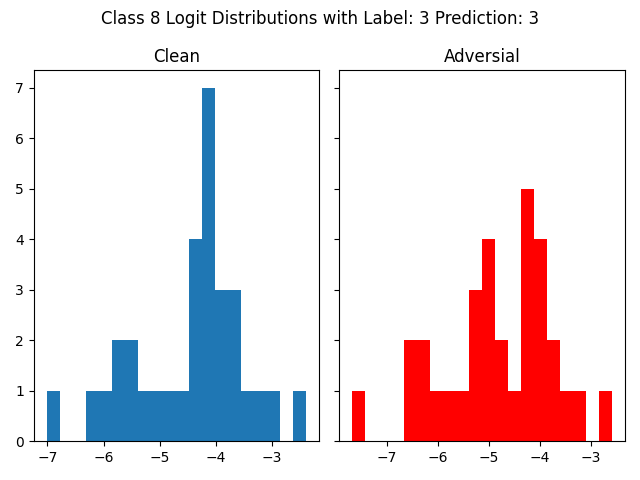 Class 8 Logit Distributions with Label: 3 Prediction: 3
Clean
Adversial
7
6
5
4
3
2
1
0
−7 −6 −5 −4 −3
−7 −6 −5 −4 −3